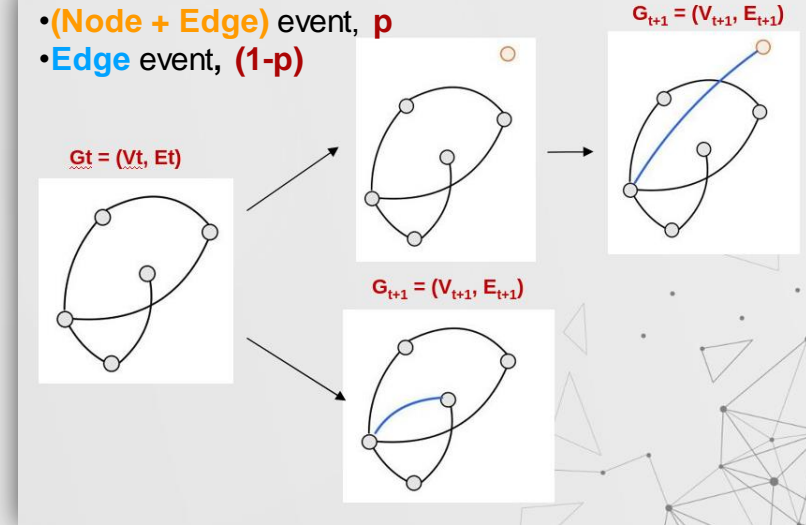 •(Node + Edge) event, p
•Edge event, (1-p)
Gt = (Vt, Et)
Gt+1 = (Vt+1, Et+1)
Gt+1 = (Vt+1, Et+1)